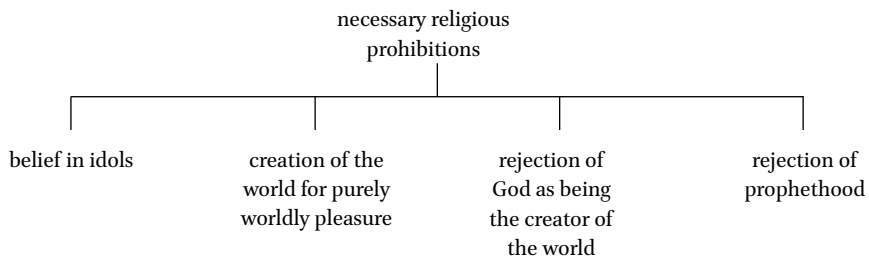 necessary religious
prohibitions
belief in idols
creation of the
world for purely
worldly pleasure
rejection of
God as being
the creator of
the world
rejection of
prophethood